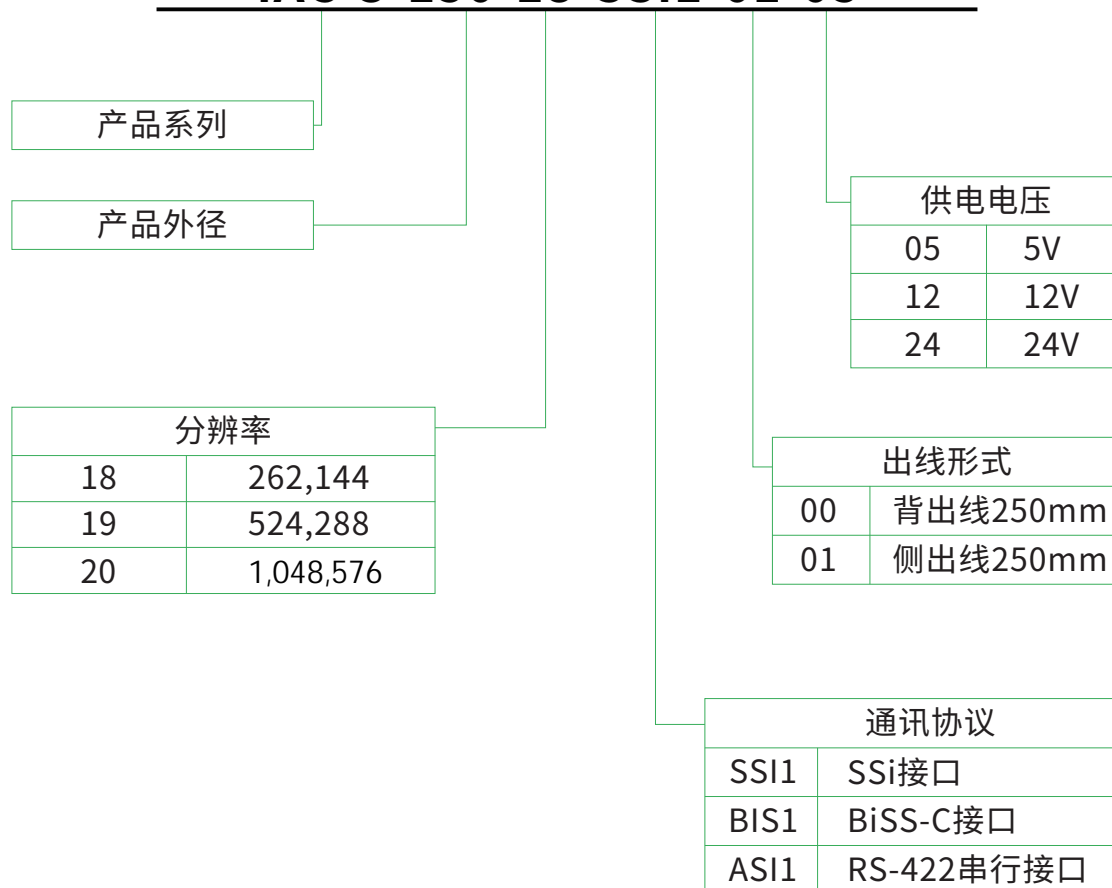 产品系列
产品外径
供电电压
05 5V
12 12V
24 24V
分辨率
18 262,144
19 524,288
20 1,048,576
出线形式
00 背出线250mm
01 侧出线250mm
通讯协议
SSI1 SSi接口
BIS1 BiSS-C接口
ASI1 RS-422串行接口